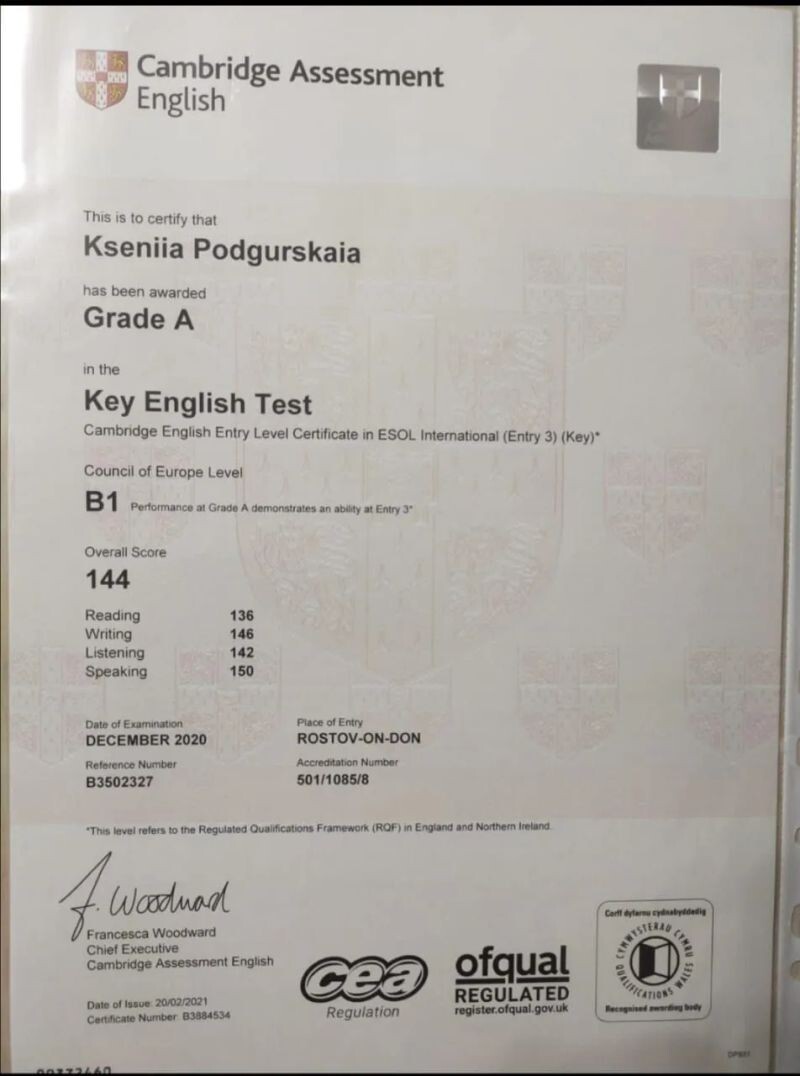 Cambridge Assessment
English
This is to certify that
Kseniia Podgurskaia
has been awarded
Grade A
in the
Key English Test
Cambridge English Entry Level Certificate in ESOL International (Entry 3) (Key)*
Council of Europe Level
B1 Performance at Grade A demonstrates an ability at Entry 3*
Overall Score
144
Reading 136
Writing 146
Listening 142
Speaking 150
Date of Examination
DECEMBER 2020
Place of Entry
ROSTOV-ON-DON
Reference Number
B3502327
Accreditation Number
501/1085/8
*This level refers to the Regulated Qualifications Framework (RQF) in England and Northern Ireland.
F. Woodward
Francesca Woodward
Chief Executive
Cambridge Assessment English
Date of Issue: 20/02/2021
Certificate Number: B3884534
cea
Regulation
ofqual
REGULATED
register.ofqual.gov.uk
Corff dyfarnu cydnabyddedig
CYMWYSTERAU CYMRU
QUALIFICATIONS WALES
Recognised awarding body